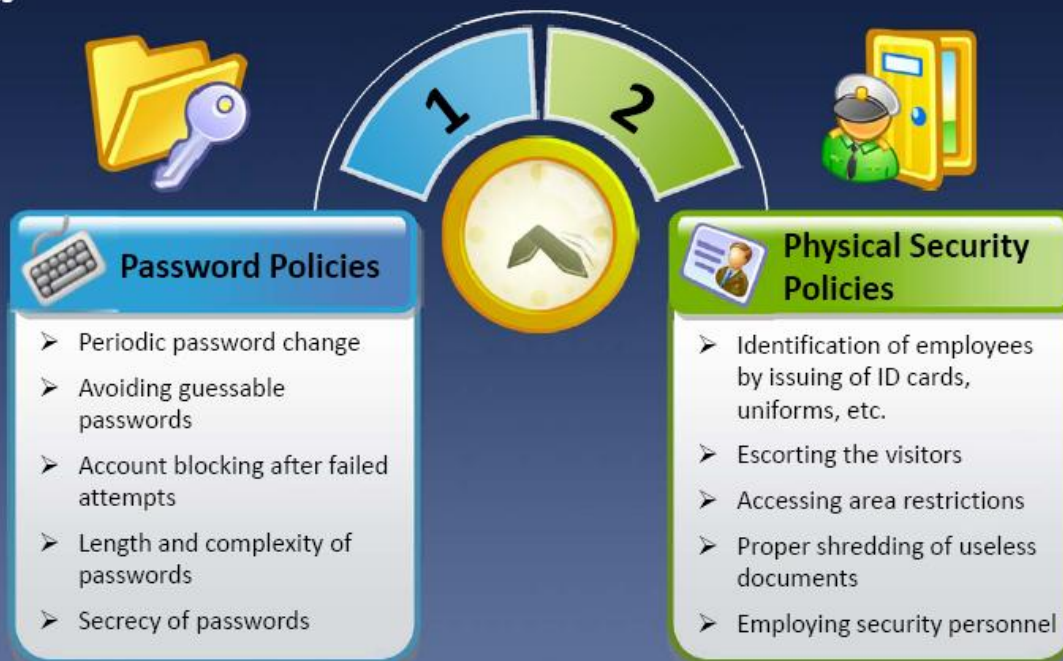 1
2
Password Policies
➢ Periodic password change
➢ Avoiding guessable
passwords
➢ Account blocking after failed
attempts
➢ Length and complexity of
passwords
➢ Secrecy of passwords
Physical Security
Policies
➢ Identification of employees
by issuing of ID cards,
uniforms, etc.
➢ Escorting the visitors
➢ Accessing area restrictions
➢ Proper shredding of useless
documents
➢ Employing security personnel